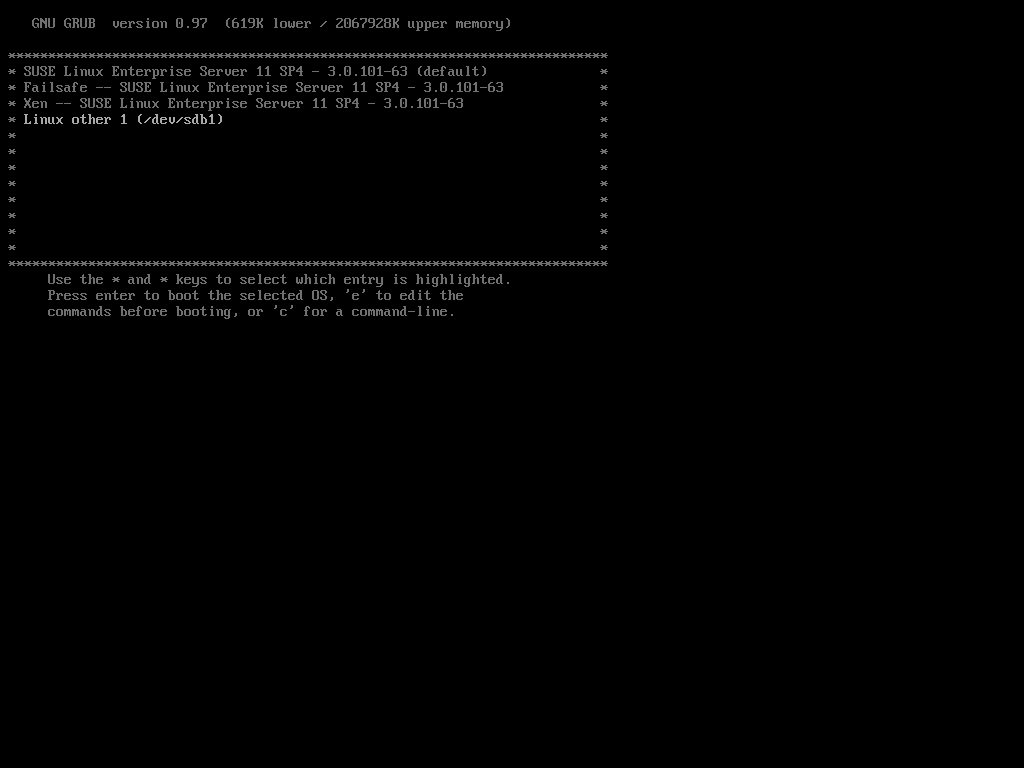 GNU GRUB  version 0.97  (619K lower / 2067928K upper memory)
***************************************************************************
* SUSE Linux Enterprise Server 11 SP4 - 3.0.101-63 (default)              *
* Failsafe -- SUSE Linux Enterprise Server 11 SP4 - 3.0.101-63            *
* Xen -- SUSE Linux Enterprise Server 11 SP4 - 3.0.101-63                 *
* Linux other 1 (/dev/sdb1)                                               *
*                                                                         *
*                                                                         *
*                                                                         *
*                                                                         *
*                                                                         *
*                                                                         *
*                                                                         *
*                                                                         *
***************************************************************************
Use the * and * keys to select which entry is highlighted.
Press enter to boot the selected OS, 'e' to edit the
commands before booting, or 'c' for a command-line.